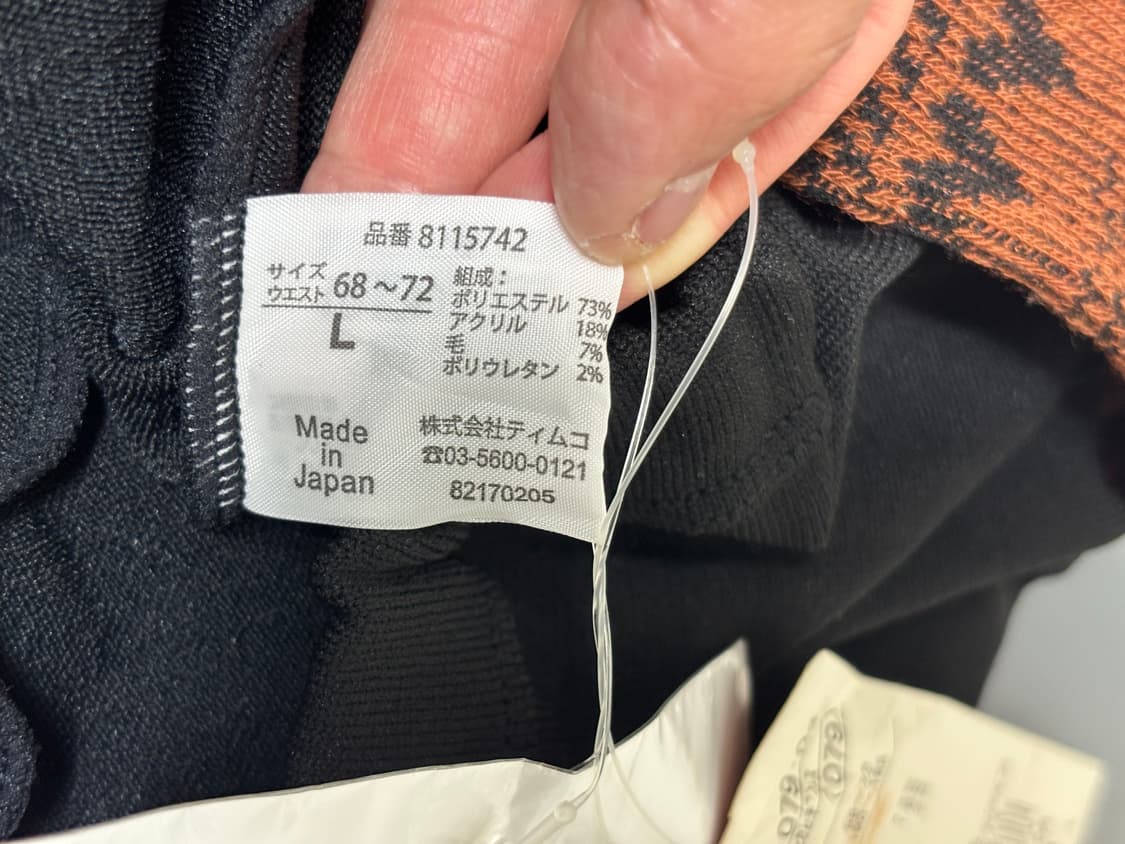 品番 8115742
サイズ
ウエスト 68～72
L
組成：
ポリエステル 73%
アクリル 18%
毛 7%
ポリウレタン 2%
Made
in
Japan
株式会社ティムコ
☎03-5600-0121
82170205
079
079